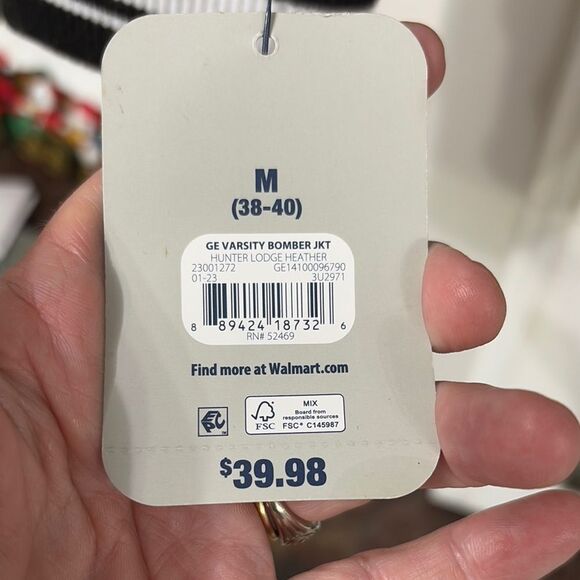 M
(38-40)
GE VARSITY BOMBER JKT
HUNTER LODGE HEATHER
23001272 GE14100096790
01-23 3U2971
8 89424 18732 6
RN# 52469
Find more at Walmart.com
FSC
MIX
Board from
responsible sources
FSC® C145987
$39.98